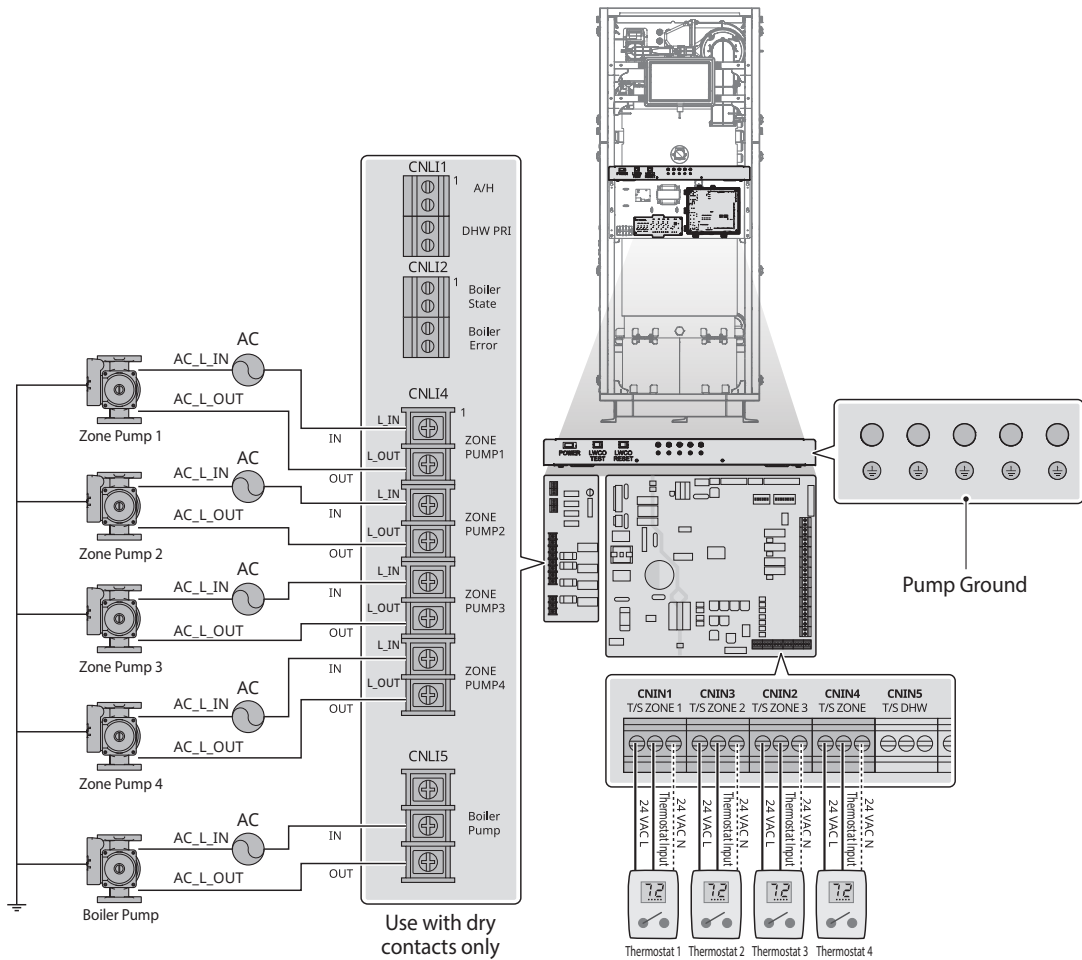 CNLI1
1
A/H
DHW PRI
CNLI2
1
Boiler
State
Boiler
Error
CNLI4
1
AC
AC_L_IN
AC_L_OUT
Zone Pump 1
IN
OUT
L_IN
L_OUT
ZONE
PUMP1
AC
AC_L_IN
AC_L_OUT
Zone Pump 2
IN
OUT
L_IN
L_OUT
ZONE
PUMP2
AC
AC_L_IN
AC_L_OUT
Zone Pump 3
IN
OUT
L_IN
L_OUT
ZONE
PUMP3
AC
AC_L_IN
AC_L_OUT
Zone Pump 4
IN
OUT
L_IN
L_OUT
ZONE
PUMP4
CNLI5
AC
AC_L_IN
AC_L_OUT
Boiler Pump
IN
OUT
Boiler
Pump
Use with dry
contacts only
POWER
LWCO
TEST
LWCO
RESET
Pump Ground
CNIN1 CNIN3 CNIN2 CNIN4 CNIN5
T/S ZONE 1 T/S ZONE 2 T/S ZONE 3 T/S ZONE T/S DHW
24 VAC L
Thermostat Input
24 VAC N
24 VAC L
Thermostat Input
24 VAC N
24 VAC L
Thermostat Input
24 VAC N
24 VAC L
Thermostat Input
24 VAC N
72
72
72
72
Thermostat 1 Thermostat 2 Thermostat 3 Thermostat 4